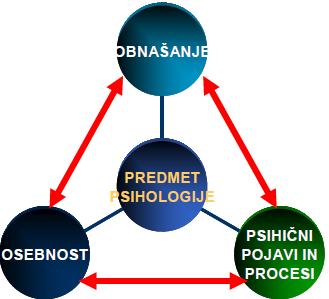 OBNAŠANJE
PREDMET
PSIHOLOGIJE
OSEBNOST
PSIHIČNI
POJAVI IN
PROCESI